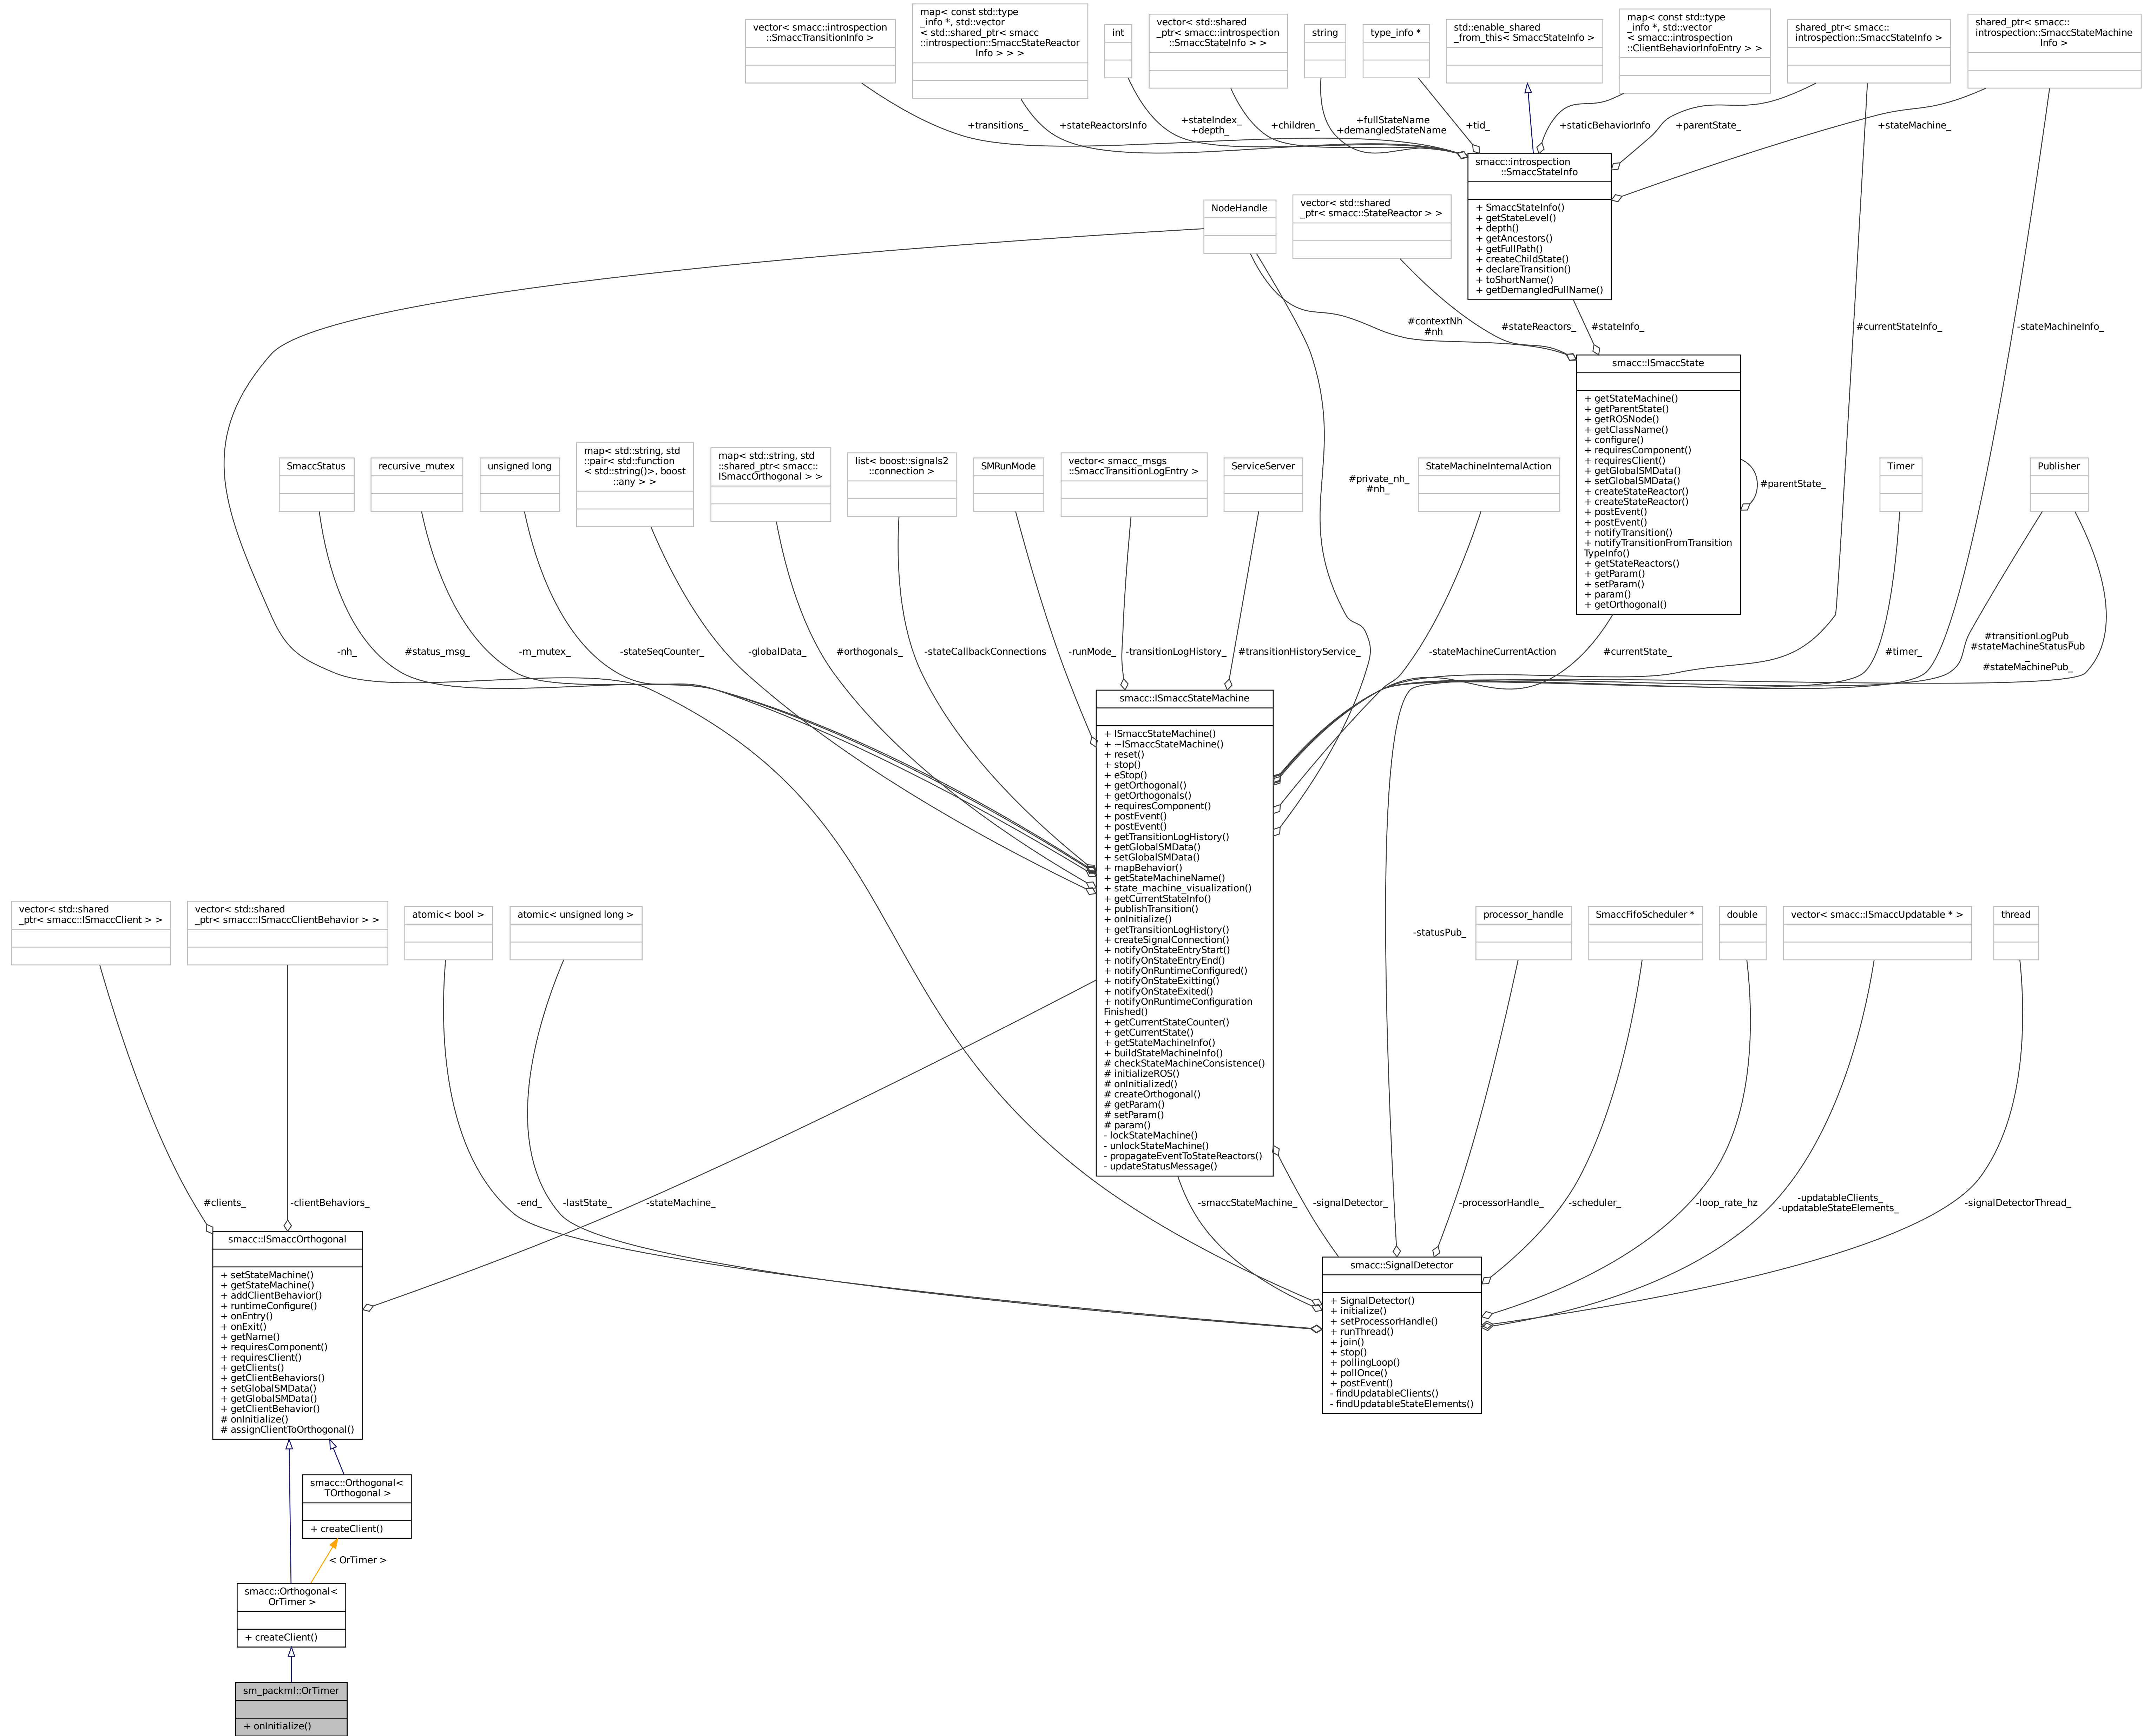 vector< smacc::introspection
::SmaccTransitionInfo >
map< const std::type
_info *, std::vector
< std::shared_ptr< smacc
::introspection::SmaccStateReactor
Info > > >
int
vector< std::shared
_ptr< smacc::introspection
::SmaccStateInfo > >
string
type_info *
std::enable_shared
_from_this< SmaccStateInfo >
map< const std::type
_info *, std::vector
< smacc::introspection
::ClientBehaviorInfoEntry > >
shared_ptr< smacc::
introspection::SmaccStateInfo >
shared_ptr< smacc::
introspection::SmaccStateMachine
Info >
+transitions_
+stateReactorsInfo
+stateIndex_
+depth_
+children_
+fullStateName
+demangledStateName
+tid_
+staticBehaviorInfo
+parentState_
+stateMachine_
smacc::introspection
::SmaccStateInfo
+ SmaccStateInfo()
+ getStateLevel()
+ depth()
+ getAncestors()
+ getFullPath()
+ createChildState()
+ declareTransition()
+ toShortName()
+ getDemangledFullName()
NodeHandle
vector< std::shared
_ptr< smacc::StateReactor > >
#contextNh
#nh
#stateReactors_
#stateInfo_
#currentStateInfo_
-stateMachineInfo_
smacc::ISmaccState
+ getStateMachine()
+ getParentState()
+ getROSNode()
+ getClassName()
+ configure()
+ requiresComponent()
+ requiresClient()
+ getGlobalSMData()
+ setGlobalSMData()
+ createStateReactor()
+ createStateReactor()
+ postEvent()
+ postEvent()
+ notifyTransition()
+ notifyTransitionFromTransition
TypeInfo()
+ getStateReactors()
+ getParam()
+ setParam()
+ param()
+ getOrthogonal()
#parentState_
SmaccStatus
recursive_mutex
unsigned long
map< std::string, std
::pair< std::function
< std::string()>, boost
::any > >
map< std::string, std
::shared_ptr< smacc::
ISmaccOrthogonal > >
list< boost::signals2
::connection >
SMRunMode
vector< smacc_msgs
::SmaccTransitionLogEntry >
ServiceServer
#private_nh_
#nh_
StateMachineInternalAction
Timer
Publisher
-nh_
#status_msg_
-m_mutex_
-stateSeqCounter_
-globalData_
#orthogonals_
-stateCallbackConnections
-runMode_
-transitionLogHistory_
#transitionHistoryService_
-stateMachineCurrentAction
#currentState_
#timer_
#transitionLogPub_
#stateMachineStatusPub
_
#stateMachinePub_
smacc::ISmaccStateMachine
+ ISmaccStateMachine()
+ ~ISmaccStateMachine()
+ reset()
+ stop()
+ eStop()
+ getOrthogonal()
+ getOrthogonals()
+ requiresComponent()
+ postEvent()
+ postEvent()
+ getTransitionLogHistory()
+ getGlobalSMData()
+ setGlobalSMData()
+ mapBehavior()
+ getStateMachineName()
+ state_machine_visualization()
+ getCurrentStateInfo()
+ publishTransition()
+ onInitialize()
+ getTransitionLogHistory()
+ createSignalConnection()
+ notifyOnStateEntryStart()
+ notifyOnStateEntryEnd()
+ notifyOnRuntimeConfigured()
+ notifyOnStateExitting()
+ notifyOnStateExited()
+ notifyOnRuntimeConfiguration
Finished()
+ getCurrentStateCounter()
+ getCurrentState()
+ getStateMachineInfo()
+ buildStateMachineInfo()
# checkStateMachineConsistence()
# initializeROS()
# onInitialized()
# createOrthogonal()
# getParam()
# setParam()
# param()
- lockStateMachine()
- unlockStateMachine()
- propagateEventToStateReactors()
- updateStatusMessage()
vector< std::shared
_ptr< smacc::ISmaccClient > >
vector< std::shared
_ptr< smacc::ISmaccClientBehavior > >
atomic< bool >
atomic< unsigned long >
-statusPub_
processor_handle
SmaccFifoScheduler *
double
vector< smacc::ISmaccUpdatable * >
thread
#clients_
-clientBehaviors_
-end_
-lastState_
-stateMachine_
-smaccStateMachine_
-signalDetector_
-processorHandle_
-scheduler_
-loop_rate_hz
-updatableClients_
-updatableStateElements_
-signalDetectorThread_
smacc::ISmaccOrthogonal
+ setStateMachine()
+ getStateMachine()
+ addClientBehavior()
+ runtimeConfigure()
+ onEntry()
+ onExit()
+ getName()
+ requiresComponent()
+ requiresClient()
+ getClients()
+ getClientBehaviors()
+ setGlobalSMData()
+ getGlobalSMData()
+ getClientBehavior()
# onInitialize()
# assignClientToOrthogonal()
smacc::SignalDetector
+ SignalDetector()
+ initialize()
+ setProcessorHandle()
+ runThread()
+ join()
+ stop()
+ pollingLoop()
+ pollOnce()
+ postEvent()
- findUpdatableClients()
- findUpdatableStateElements()
smacc::Orthogonal<
TOrthogonal >
+ createClient()
< OrTimer >
smacc::Orthogonal<
OrTimer >
+ createClient()
sm_packml::OrTimer
+ onInitialize()